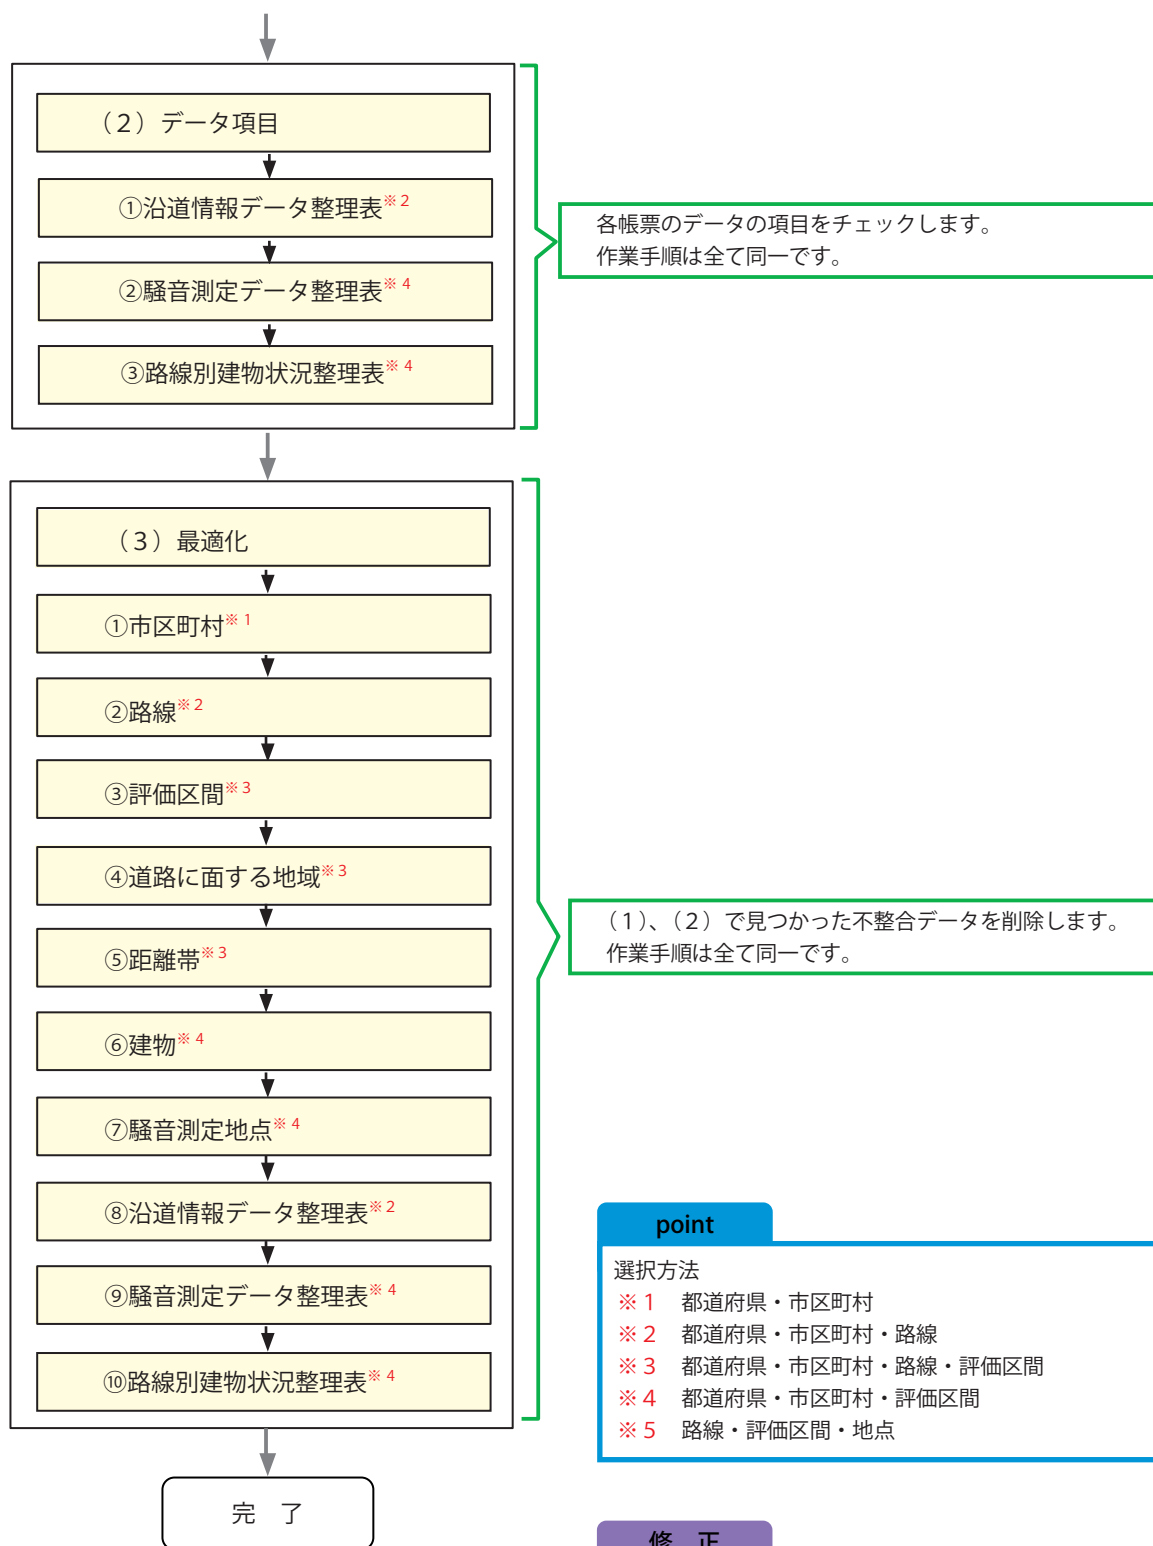 （２）データ項目
①沿道情報データ整理表※２
②騒音測定データ整理表※４
③路線別建物状況整理表※４
各帳票のデータの項目をチェックします。
作業手順は全て同一です。
（３）最適化
①市区町村※１
②路線※２
③評価区間※３
④道路に面する地域※３
⑤距離帯※３
⑥建物※４
⑦騒音測定地点※４
⑧沿道情報データ整理表※２
⑨騒音測定データ整理表※４
⑩路線別建物状況整理表※４
（１）、（２）で見つかった不整合データを削除します。
作業手順は全て同一です。
完　了
point
選択方法
※１　都道府県・市区町村
※２　都道府県・市区町村・路線
※３　都道府県・市区町村・路線・評価区間
※４　都道府県・市区町村・評価区間
※５　路線・評価区間・地点
修　正